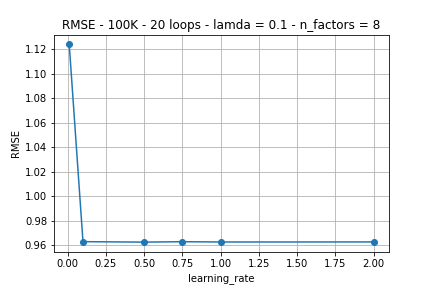 RMSE - 100K - 20 loops - lamda = 0.1 - n_factors = 8
1.12
1.10
1.08
1.06
1.04
1.02
1.00
0.98
0.96
RMSE
0.00 0.25 0.50 0.75 1.00 1.25 1.50 1.75 2.00
learning_rate